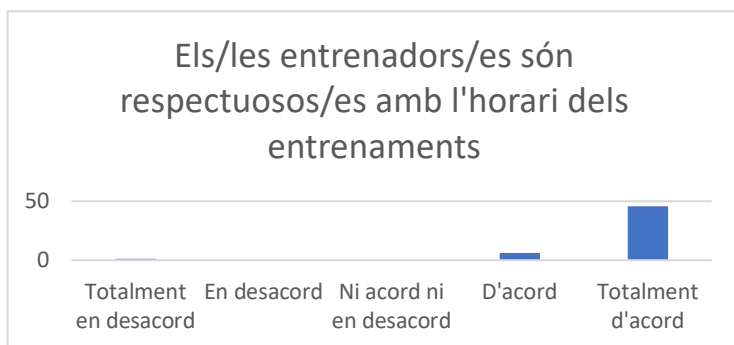 Els/les entrenadors/es són
respectuosos/es amb l'horari dels
entrenaments
50
0
Totalment
en desacord
En desacord
Ni acord ni
en desacord
D'acord
Totalment
d'acord